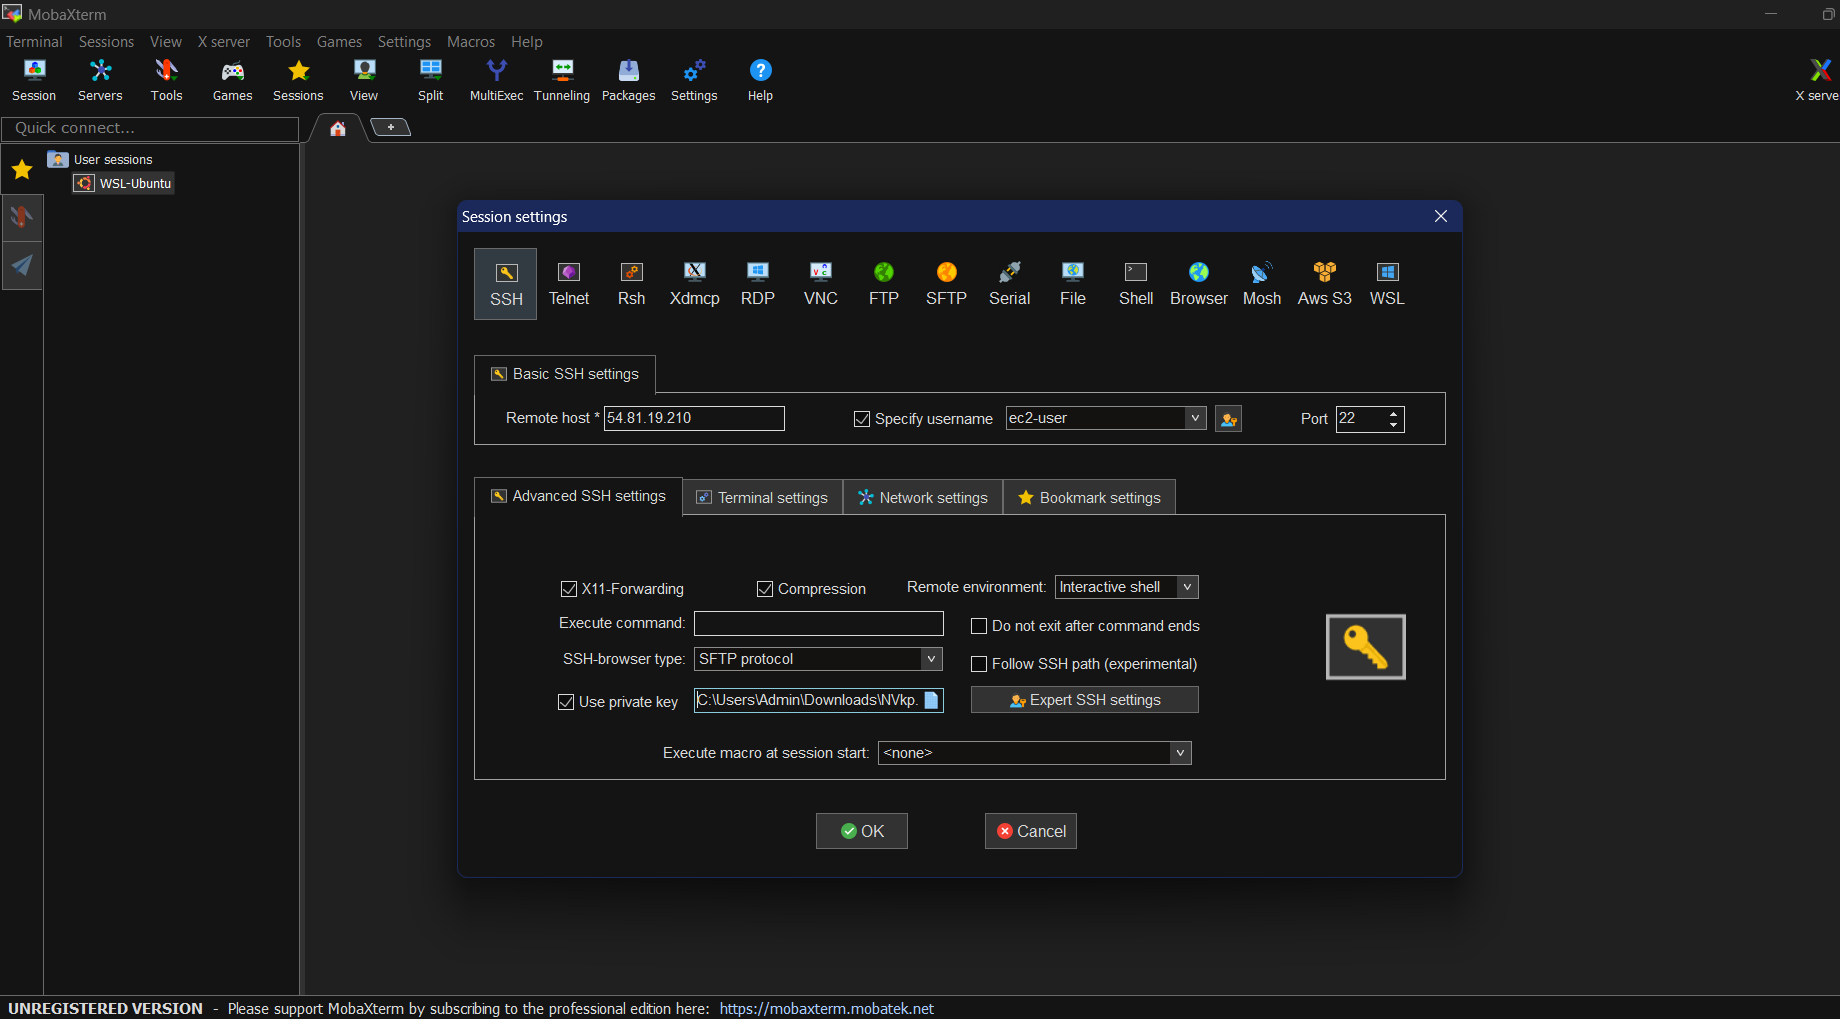 MobaXterm
Terminal Sessions View X server Tools Games Settings Macros Help
Session Servers Tools Games Sessions View Split MultiExec Tunneling Packages Settings Help X serve
Quick connect...
User sessions
WSL-Ubuntu
Session settings
SSH Telnet Rsh Xdmcp RDP VNC FTP SFTP Serial File Shell Browser Mosh Aws S3 WSL
Basic SSH settings
Remote host * 54.81.19.210 Specify username ec2-user Port 22
Advanced SSH settings Terminal settings Network settings Bookmark settings
X11-Forwarding Compression Remote environment: Interactive shell
Execute command: Do not exit after command ends
SSH-browser type: SFTP protocol Follow SSH path (experimental)
Use private key C:\Users\Admin\Downloads\NVkp. Expert SSH settings
Execute macro at session start: <none>
OK Cancel
UNREGISTERED VERSION - Please support MobaXterm by subscribing to the professional edition here: https://mobaxterm.mobatek.net